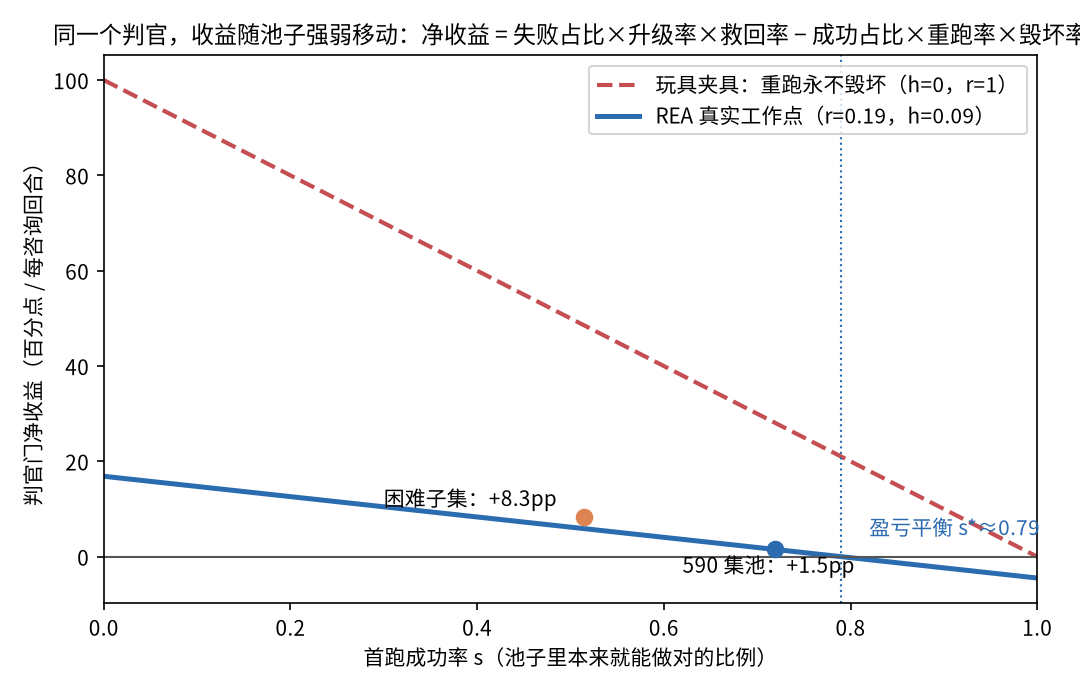 同一个判官，收益随池子强弱移动：净收益 = 失败占比×升级率×救回率 − 成功占比×重跑率×毁坏率
玩具夹具：重跑永不毁坏（h=0，r=1）
REA 真实工作点（r=0.19，h=0.09）
判官门净收益（百分点 / 每咨询回合）
100
80
60
40
20
0
困难子集：+8.3pp
盈亏平衡 s*≈0.79
590 集池：+1.5pp
0.0
0.2
0.4
0.6
0.8
1.0
首跑成功率 s（池子里本来就能做对的比例）